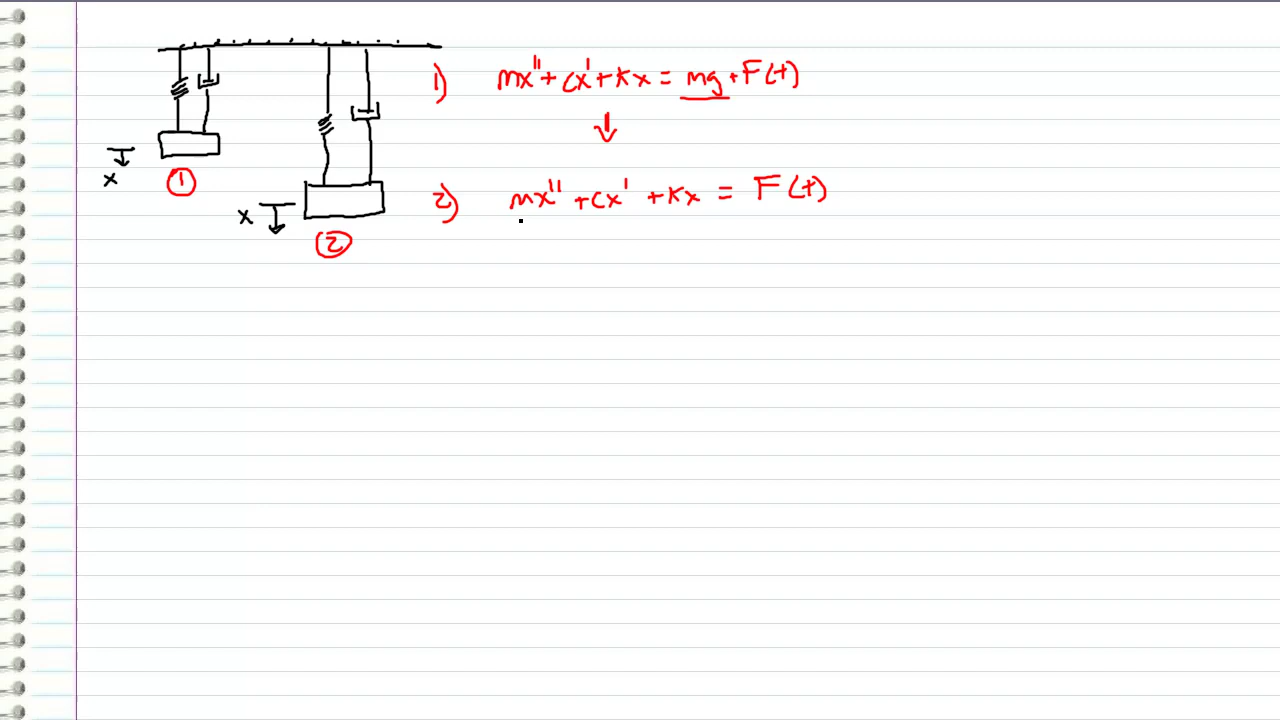 1) mx'' + cx' + kx = mg + F(t)
x
①
2) mx'' + cx' + kx = F(t)
x
②